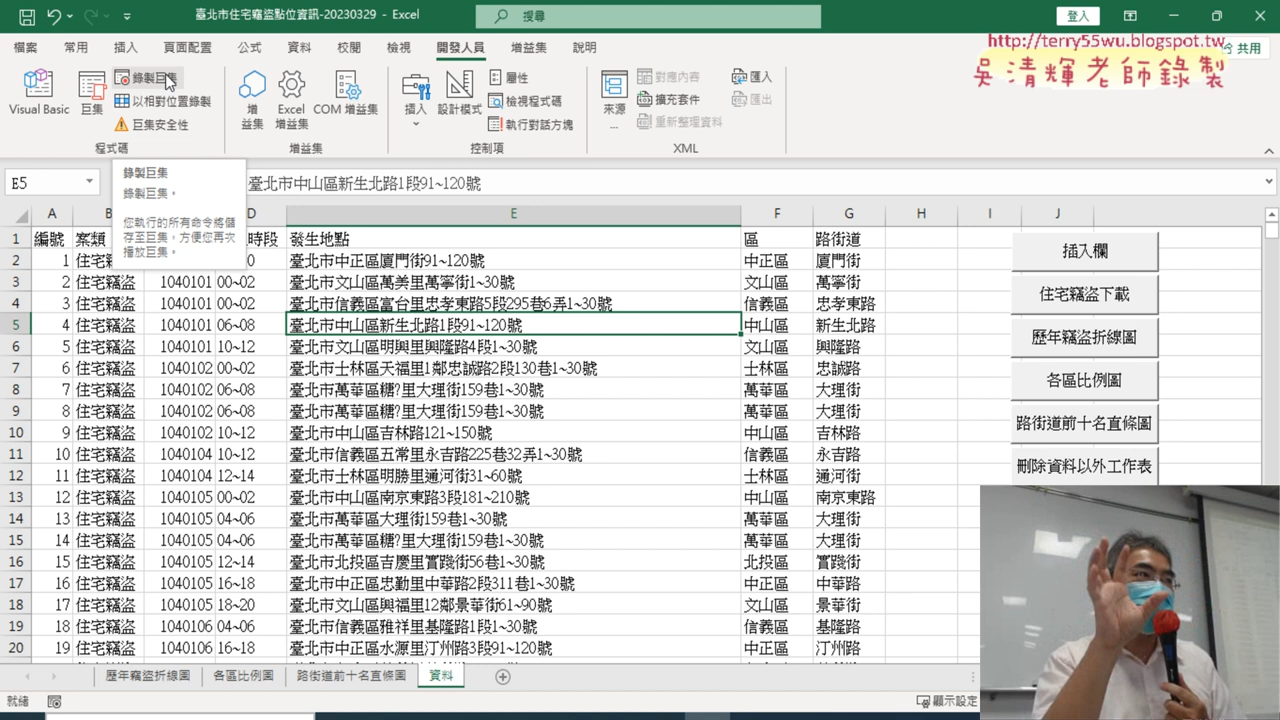 臺北市住宅竊盜點位資訊-20230329 - Excel
搜尋
登入
檔案 常用 插入 頁面配置 公式 資料 校閱 檢視 開發人員 增益集 說明
共用
http://terry55wu.blogspot.tw
吳清輝老師錄製
Visual Basic
巨集
錄製巨集
以相對位置錄製
巨集安全性
程式碼
增益集
Excel 增益集
COM 增益集
增益集
插入
設計模式
屬性
檢視程式碼
執行對話方塊
控制項
來源
...
對應內容
擴充套件
重新整理資料
匯入
匯出
XML
E5
臺北市中山區新生北路1段91~120號
錄製巨集
錄製巨集。
您執行的所有命令將儲
存至巨集，方便您再次
播放巨集。
A B D E F G H I J
1 編號 案類 時段 發生地點 區 路街道
2 1 住宅竊 0 臺北市中正區廈門街91~120號 中正區 廈門街
3 2 住宅竊盜 1040101 00~02 臺北市文山區萬美里萬寧街1~30號 文山區 萬寧街
4 3 住宅竊盜 1040101 00~02 臺北市信義區富台里忠孝東路5段295巷6弄1~30號 信義區 忠孝東路
5 4 住宅竊盜 1040101 06~08 臺北市中山區新生北路1段91~120號 中山區 新生北路
6 5 住宅竊盜 1040101 10~12 臺北市文山區明興里興隆路4段1~30號 文山區 興隆路
7 6 住宅竊盜 1040102 00~02 臺北市士林區天福里1鄰忠誠路2段130巷1~30號 士林區 忠誠路
8 7 住宅竊盜 1040102 06~08 臺北市萬華區糖?里大理街159巷1~30號 萬華區 大理街
9 8 住宅竊盜 1040102 06~08 臺北市萬華區糖?里大理街159巷1~30號 萬華區 大理街
10 9 住宅竊盜 1040102 10~12 臺北市中山區吉林路121~150號 中山區 吉林路
11 10 住宅竊盜 1040104 10~12 臺北市信義區五常里永吉路225巷32弄1~30號 信義區 永吉路
12 11 住宅竊盜 1040104 12~14 臺北市士林區明勝里通河街31~60號 士林區 通河街
13 12 住宅竊盜 1040105 00~02 臺北市中山區南京東路3段181~210號 中山區 南京東路
14 13 住宅竊盜 1040105 04~06 臺北市萬華區大理街159巷1~30號 萬華區 大理街
15 14 住宅竊盜 1040105 04~06 臺北市萬華區糖?里大理街159巷1~30號 萬華區 大理街
16 15 住宅竊盜 1040105 12~14 臺北市北投區吉慶里實踐街56巷1~30號 北投區 實踐街
17 16 住宅竊盜 1040105 16~18 臺北市中正區忠勤里中華路2段311巷1~30號 中正區 中華路
18 17 住宅竊盜 1040105 18~20 臺北市文山區興福里12鄰景華街61~90號 文山區 景華街
19 18 住宅竊盜 1040106 04~06 臺北市信義區雅祥里基隆路1段1~30號 信義區 基隆路
20 19 住宅竊盜 1040106 16~18 臺北市中正區水源里汀州路3段91~120號 中正區 汀州路
插入欄
住宅竊盜下載
歷年竊盜折線圖
各區比例圖
路街道前十名直條圖
刪除資料以外工作表
歷年竊盜折線圖 各區比例圖 路街道前十名直條圖 資料
就緒
顯示設定